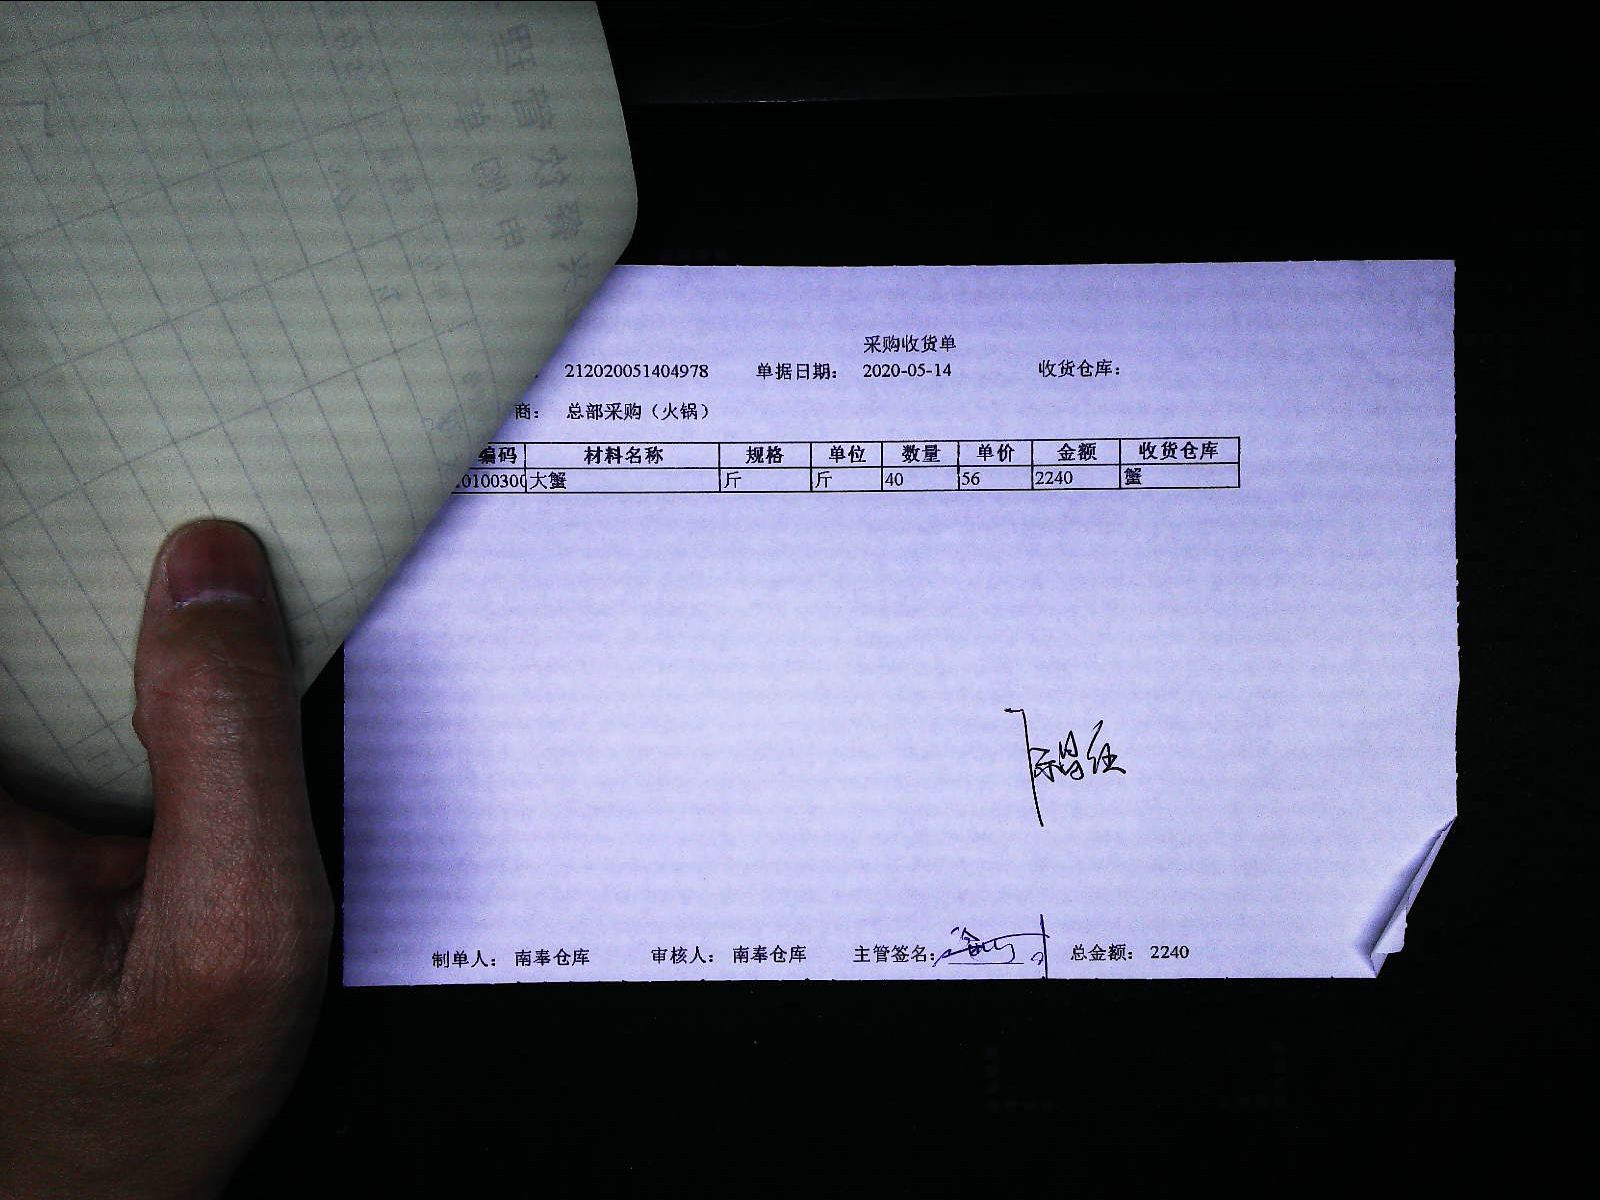 采购收货单
212020051404978 单据日期: 2020-05-14 收货仓库:
商: 总部采购（火锅）
编码 材料名称 规格 单位 数量 单价 金额 收货仓库
0100300 大蟹 斤 斤 40 56 2240 蟹
制单人: 南奉仓库 审核人: 南奉仓库 主管签名: 总金额: 2240